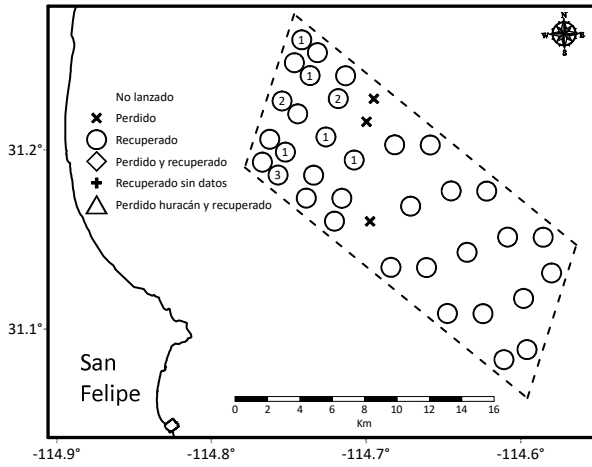 N
W
E
S
No lanzado
Perdido
Recuperado
Perdido y recuperado
Recuperado sin datos
Perdido huracán y recuperado
1
1
2
2
1
1
1
3
31.2°
31.1°
San
Felipe
0 2 4 6 8 10 12 14 16
Km
-114.9° -114.8° -114.7° -114.6°